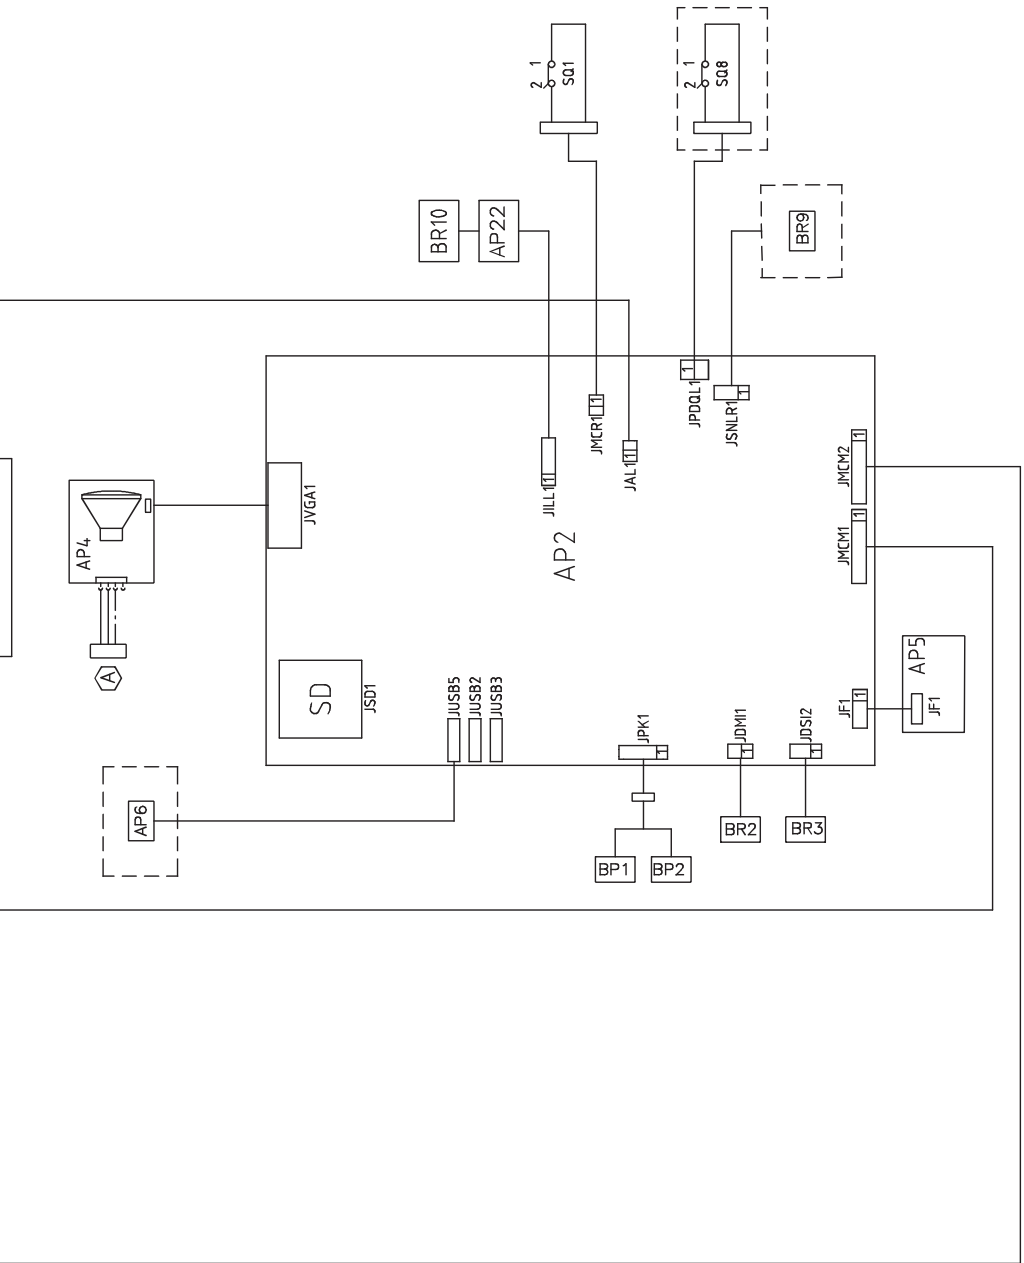 1
2
SQ1
1
2
SQ8
BR10
AP22
BR9
1
JPDQL1
1
JSNLR1
1
JMCR1
1
JAL1
1
JILL1
AP2
1
JMCM2
1
JMCM1
JVGA1
AP4
A
SD
JSD1
JUSB5
JUSB2
JUSB3
AP6
JPK1
1
BP1
BP2
JDMI1
1
BR2
JDSI2
1
BR3
JF1
1
AP5
JF1